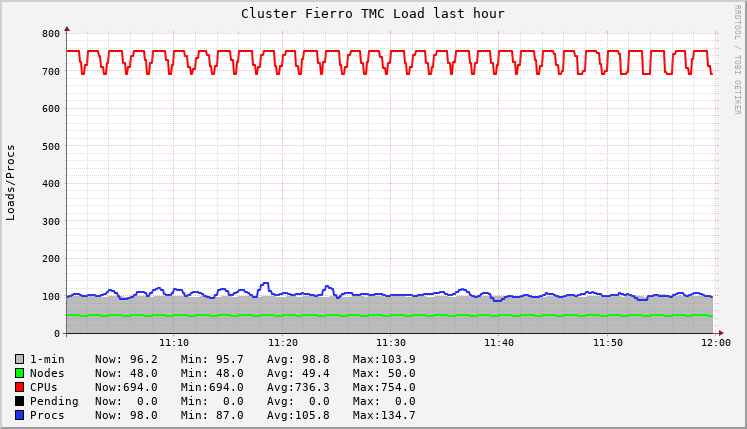 Cluster Fierro TMC Load last hour
RRDTOOL / TOBI OETIKER
Loads/Procs
800
700
600
500
400
300
200
100
0
11:10 11:20 11:30 11:40 11:50 12:00
1-min Now: 96.2 Min: 95.7 Avg: 98.8 Max:103.9
Nodes Now: 48.0 Min: 48.0 Avg: 49.4 Max: 50.0
CPUs Now:694.0 Min:694.0 Avg:736.3 Max:754.0
Pending Now: 0.0 Min: 0.0 Avg: 0.0 Max: 0.0
Procs Now: 98.0 Min: 87.0 Avg:105.8 Max:134.7